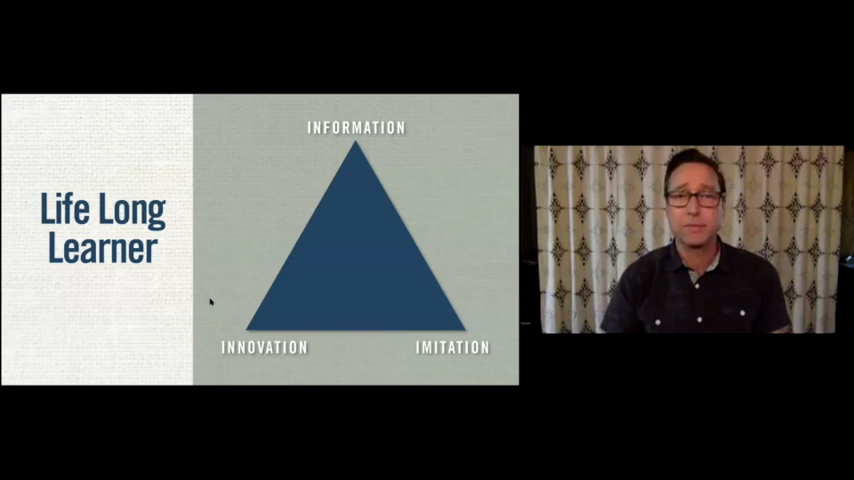 Life Long
Learner
INFORMATION
INNOVATION
IMITATION